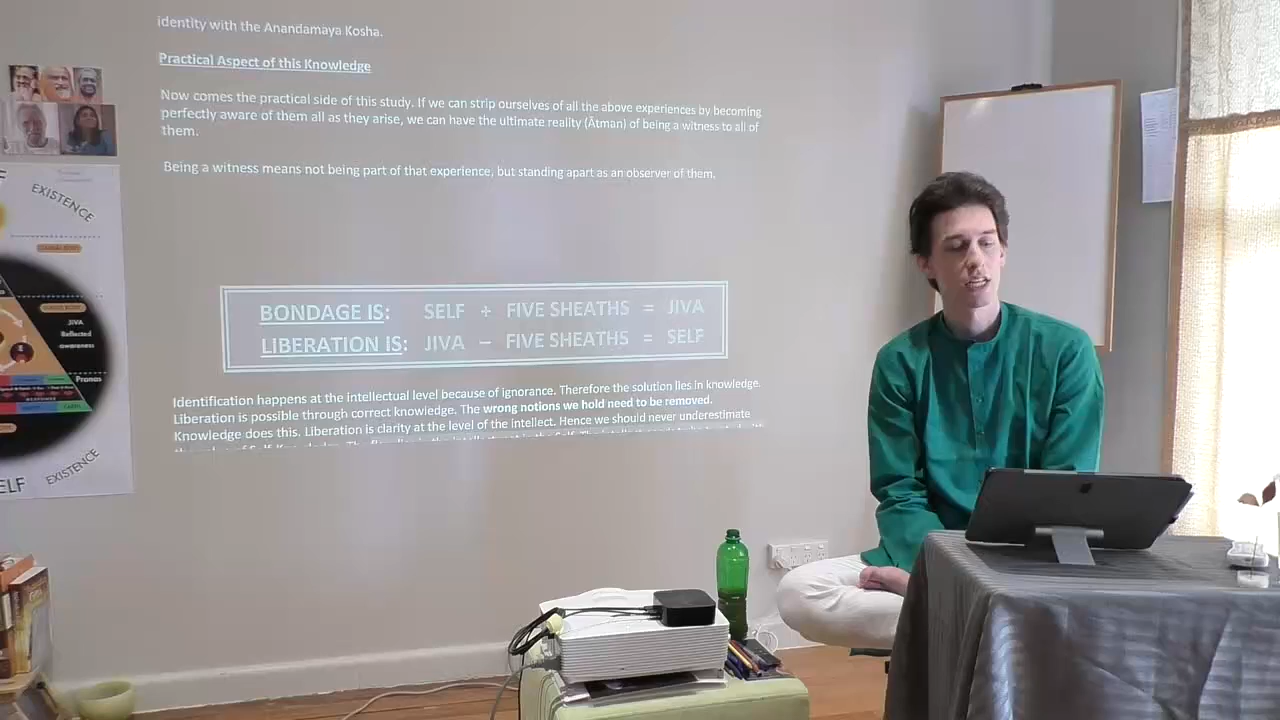 identity with the Anandamaya Kosha.
Practical Aspect of this Knowledge
Now comes the practical side of this study. If we can strip ourselves of all the above experiences by becoming
perfectly aware of them all as they arise, we can have the ultimate reality (Ātman) of being a witness to all of
them.
Being a witness means not being part of that experience, but standing apart as an observer of them.
BONDAGE IS: SELF + FIVE SHEATHS = JIVA
LIBERATION IS: JIVA – FIVE SHEATHS = SELF
Identification happens at the intellectual level because of ignorance. Therefore the solution lies in knowledge.
Liberation is possible through correct knowledge. The wrong notions we hold need to be removed.
Knowledge does this. Liberation is clarity at the level of the intellect. Hence we should never underestimate
EXISTENCE
JIVA
Reflected
awareness
Pranas
EXISTENCE